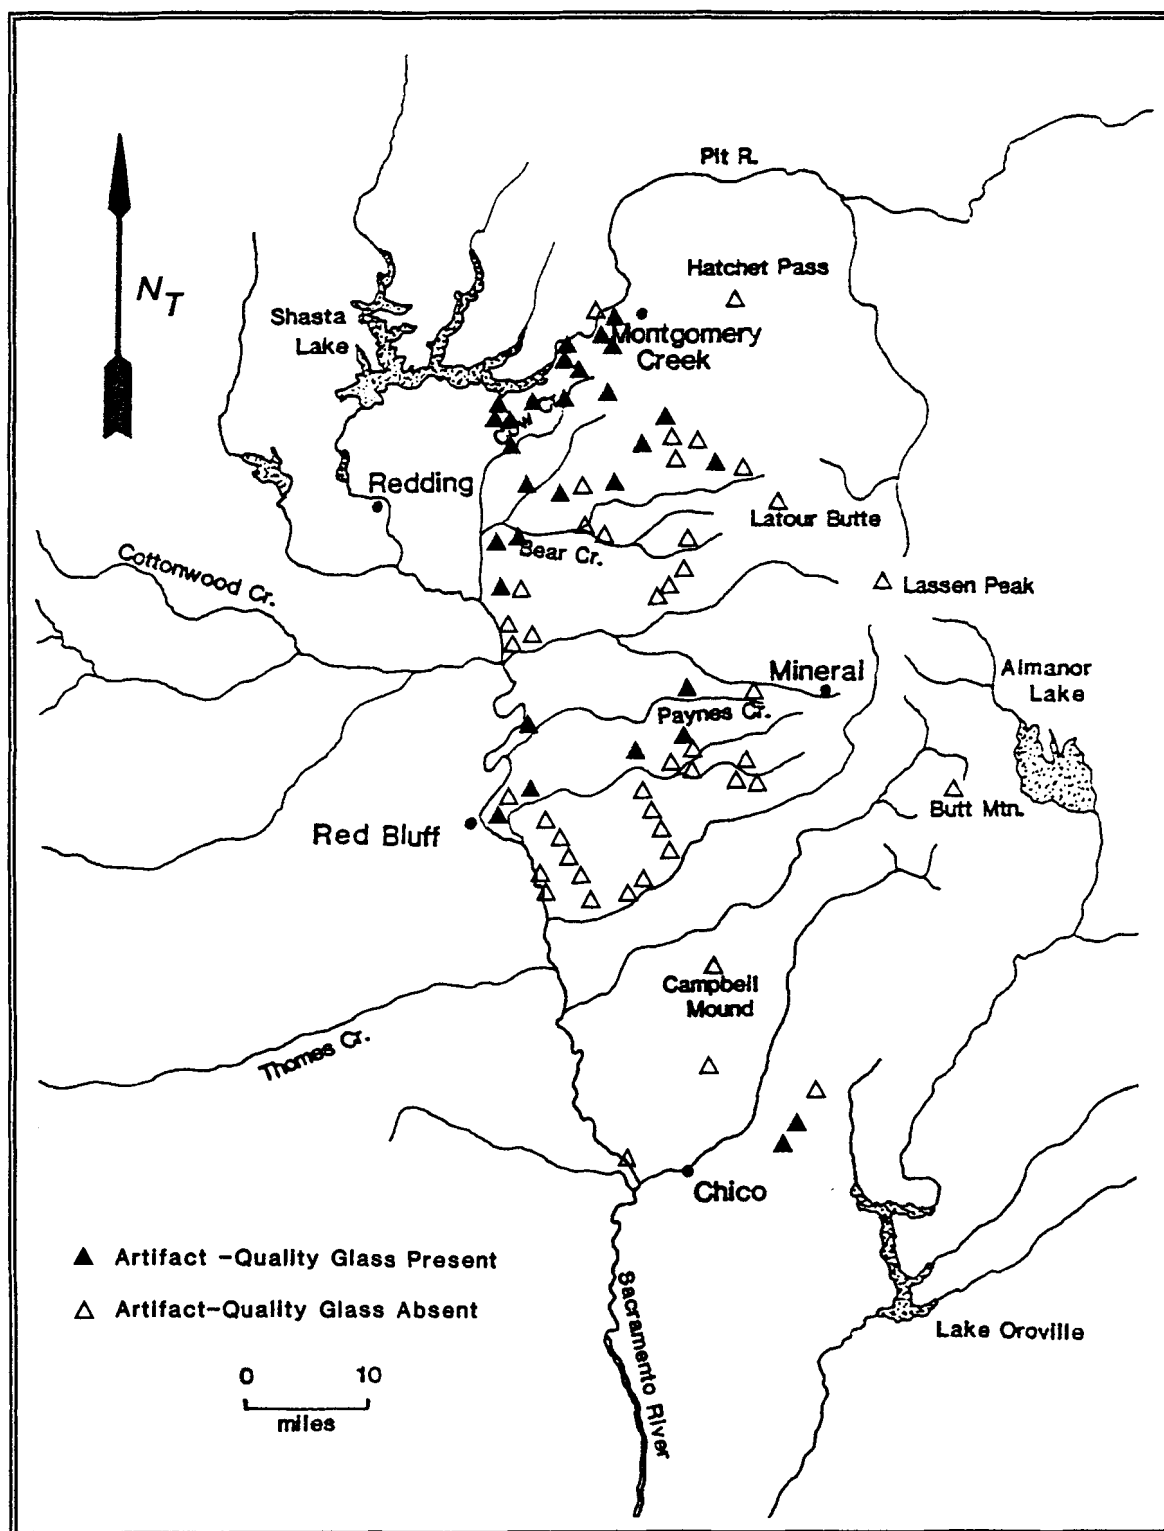 Pit R.
Hatchet Pass
N T
Shasta
Lake
Montgomery
Creek
Cow Cr.
Redding
Latour Butte
Bear Cr.
Cottonwood Cr.
Lassen Peak
Mineral
Almanor
Lake
Paynes Cr.
Butt Mtn.
Red Bluff
Campbell
Mound
Thomes Cr.
Chico
Artifact -Quality Glass Present
Artifact-Quality Glass Absent
Sacramento River
Lake Oroville
0 10
miles